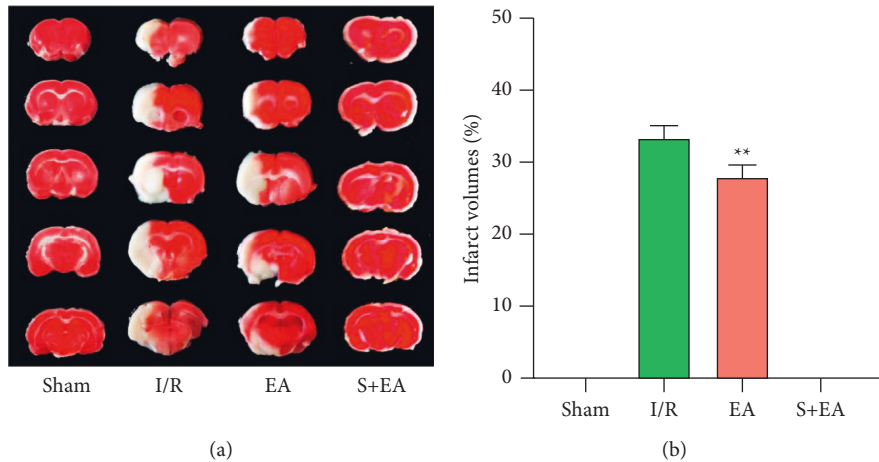 Sham I/R EA S+EA
(a)
Infarct volumes (%)
50
40
30
20
10
0
**
Sham I/R EA S+EA
(b)